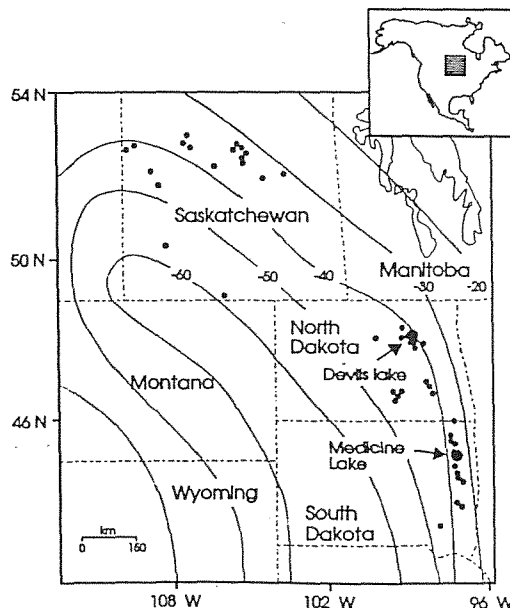 54 N
Saskatchewan
50 N
Manitoba
-60
-50
-40
-30
-20
North
Dakota
Devils lake
Montana
46 N
Medicine
Lake
Wyoming
South
Dakota
km
0
150
108 W
102 W
96 W